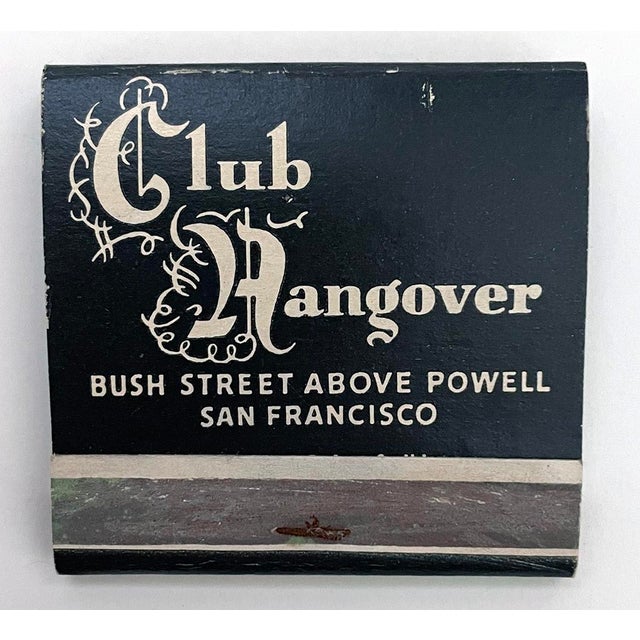 Club
Hangover
BUSH STREET ABOVE POWELL
SAN FRANCISCO